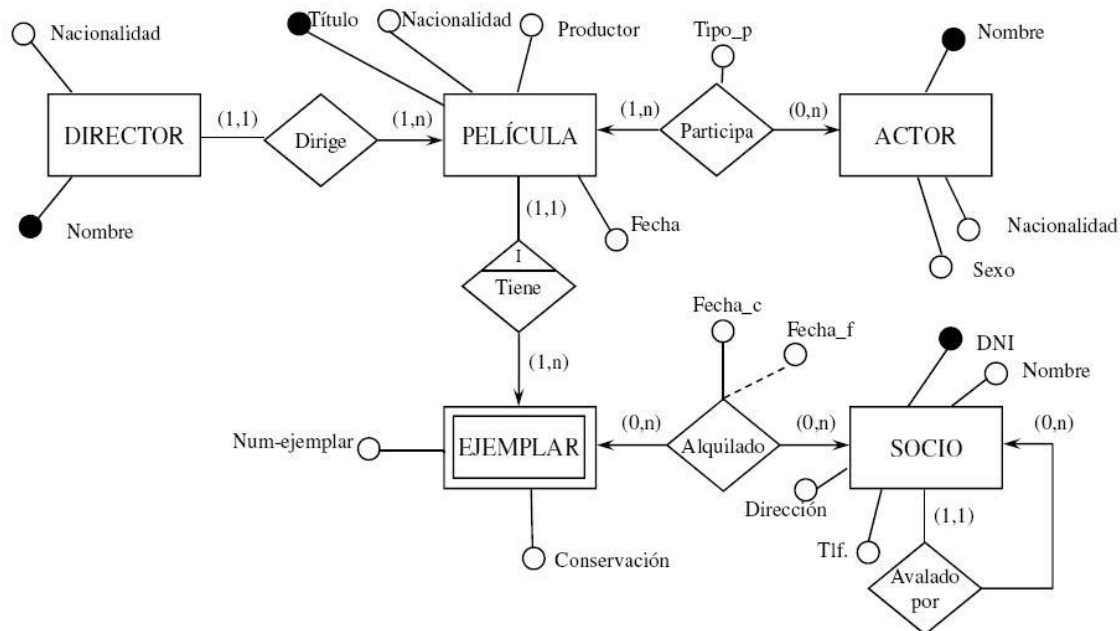 Título
Nacionalidad
Nacionalidad
Productor
Tipo_p
Nombre
DIRECTOR
(1,1)
Dirige
(1,n)
PELÍCULA
(1,n)
Participa
(0,n)
ACTOR
Nombre
(1,1)
Fecha
Nacionalidad
Sexo
I
Tiene
(1,n)
Fecha_c
Fecha_f
DNI
Nombre
Num-ejemplar
EJEMPLAR
(0,n)
Alquilado
(0,n)
SOCIO
(0,n)
Dirección
(1,1)
Tlf.
Conservación
Avalado
por